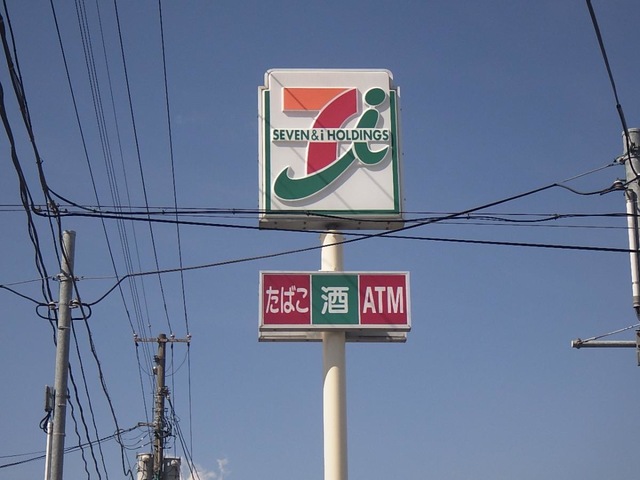 SEVEN&i HOLDINGS
たばこ 酒 ATM